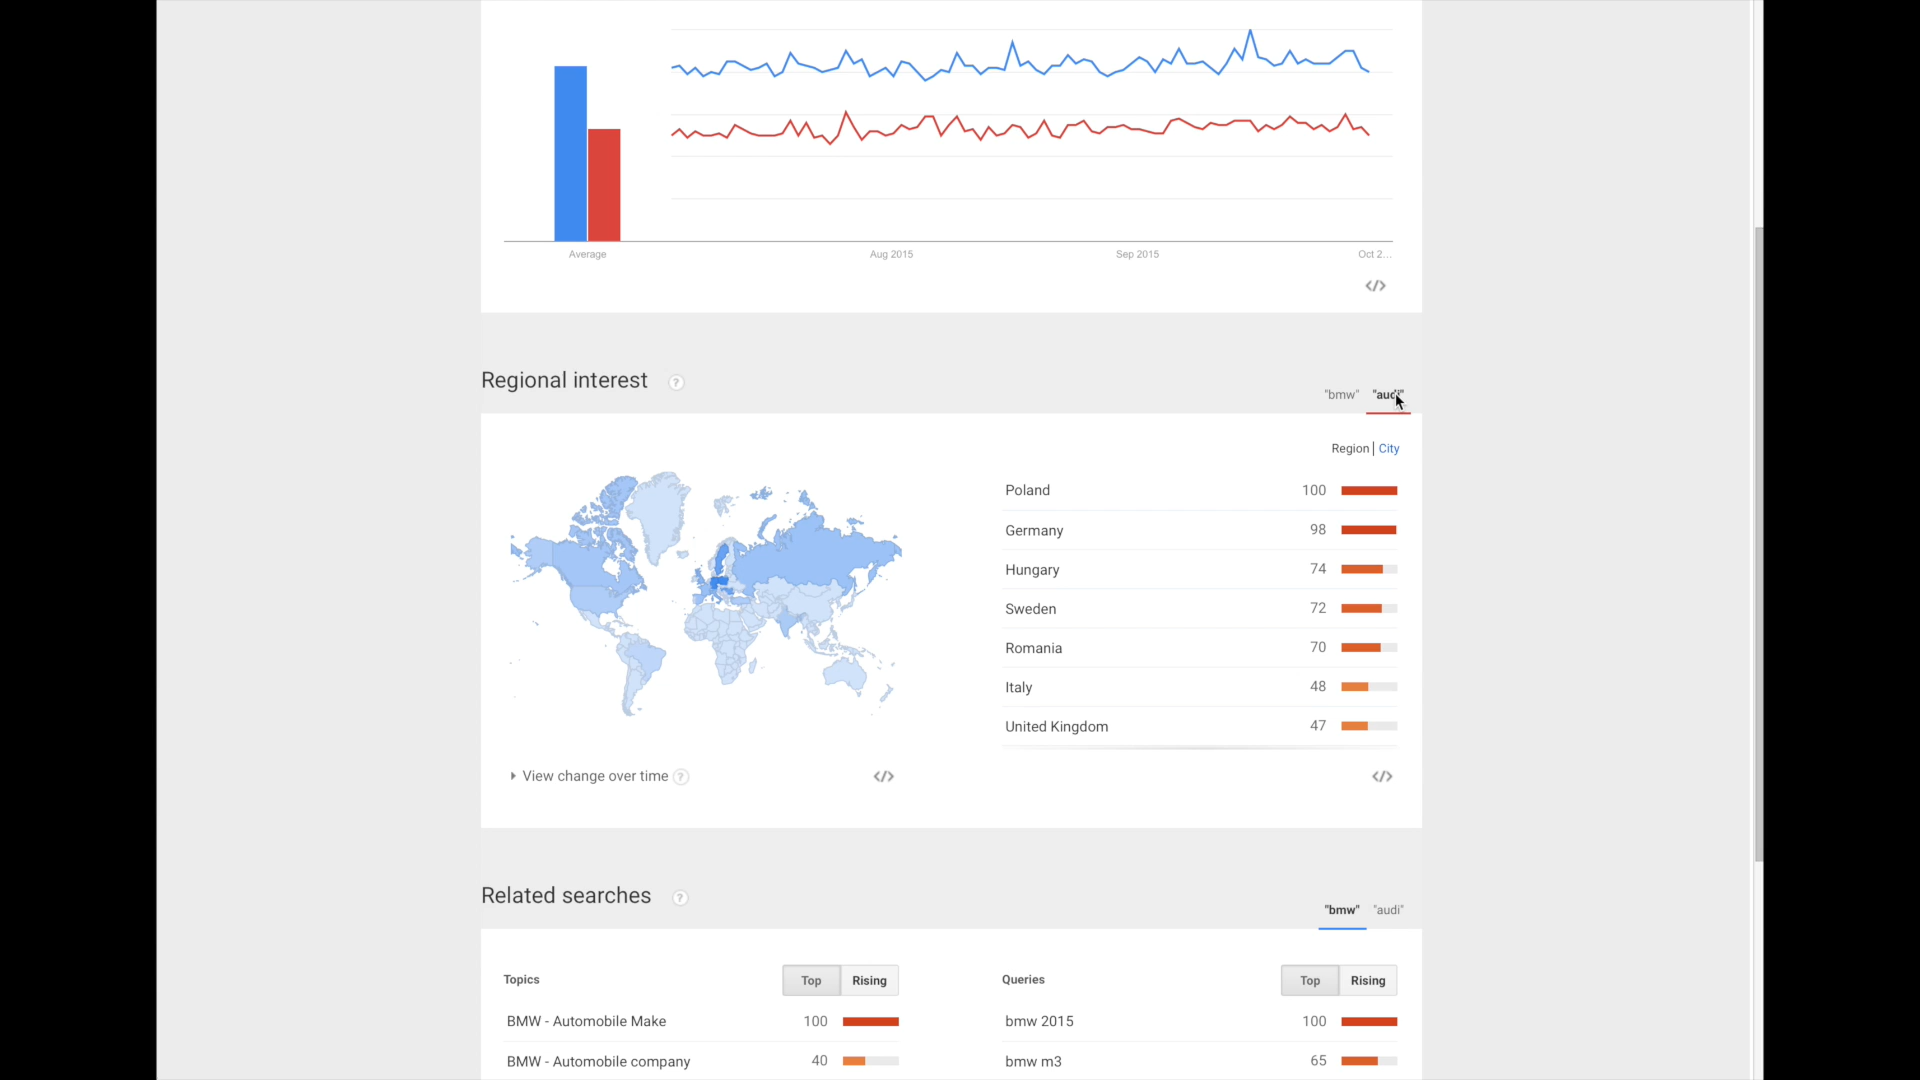 Average
Aug 2015
Sep 2015
Oct 2...
</>
Regional interest ?
"bmw" "audi"
Region | City
Poland 100
Germany 98
Hungary 74
Sweden 72
Romania 70
Italy 48
United Kingdom 47
View change over time ? </> </>
Related searches ?
"bmw" "audi"
Topics Top Rising
Queries Top Rising
BMW - Automobile Make 100
bmw 2015 100
BMW - Automobile company 40
bmw m3 65